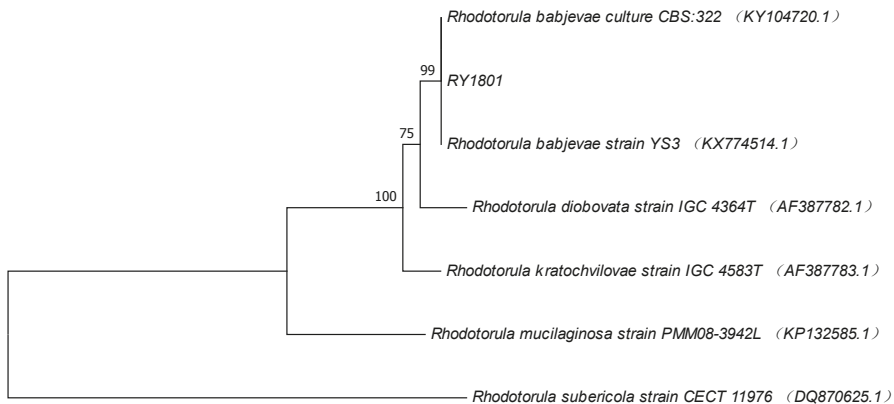 Rhodotorula babjevae culture CBS:322 （KY104720.1）
99
RY1801
75
Rhodotorula babjevae strain YS3 （KX774514.1）
100
Rhodotorula diobovata strain IGC 4364T （AF387782.1）
Rhodotorula kratochvilovae strain IGC 4583T （AF387783.1）
Rhodotorula mucilaginosa strain PMM08-3942L （KP132585.1）
Rhodotorula subericola strain CECT 11976 （DQ870625.1）